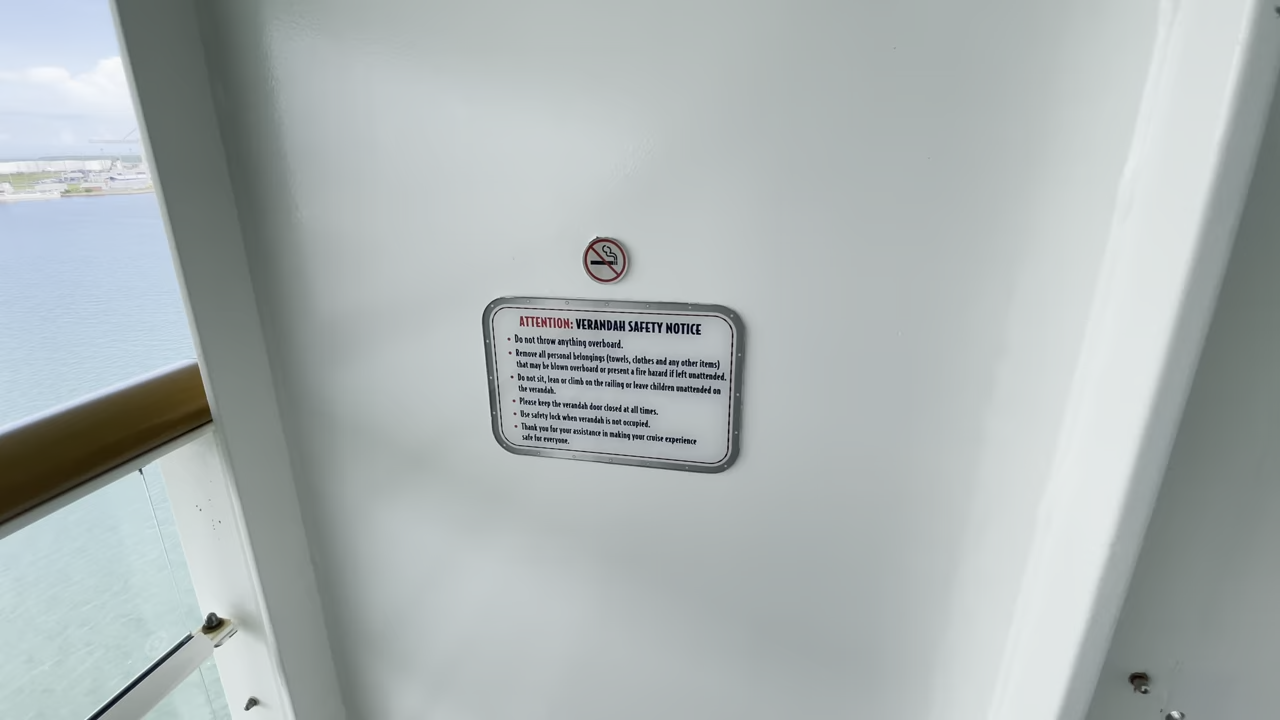 ATTENTION: VERANDAH SAFETY NOTICE
• Do not throw anything overboard.
• Remove all personal belongings (towels, clothes and any other items)
that may be blown overboard or present a fire hazard if left unattended.
• Do not sit, lean or climb on the railing or leave children unattended on
the verandah.
• Please keep the verandah door closed at all times.
• Use safety lock when verandah is not occupied.
• Thank you for your assistance in making your cruise experience
safe for everyone.